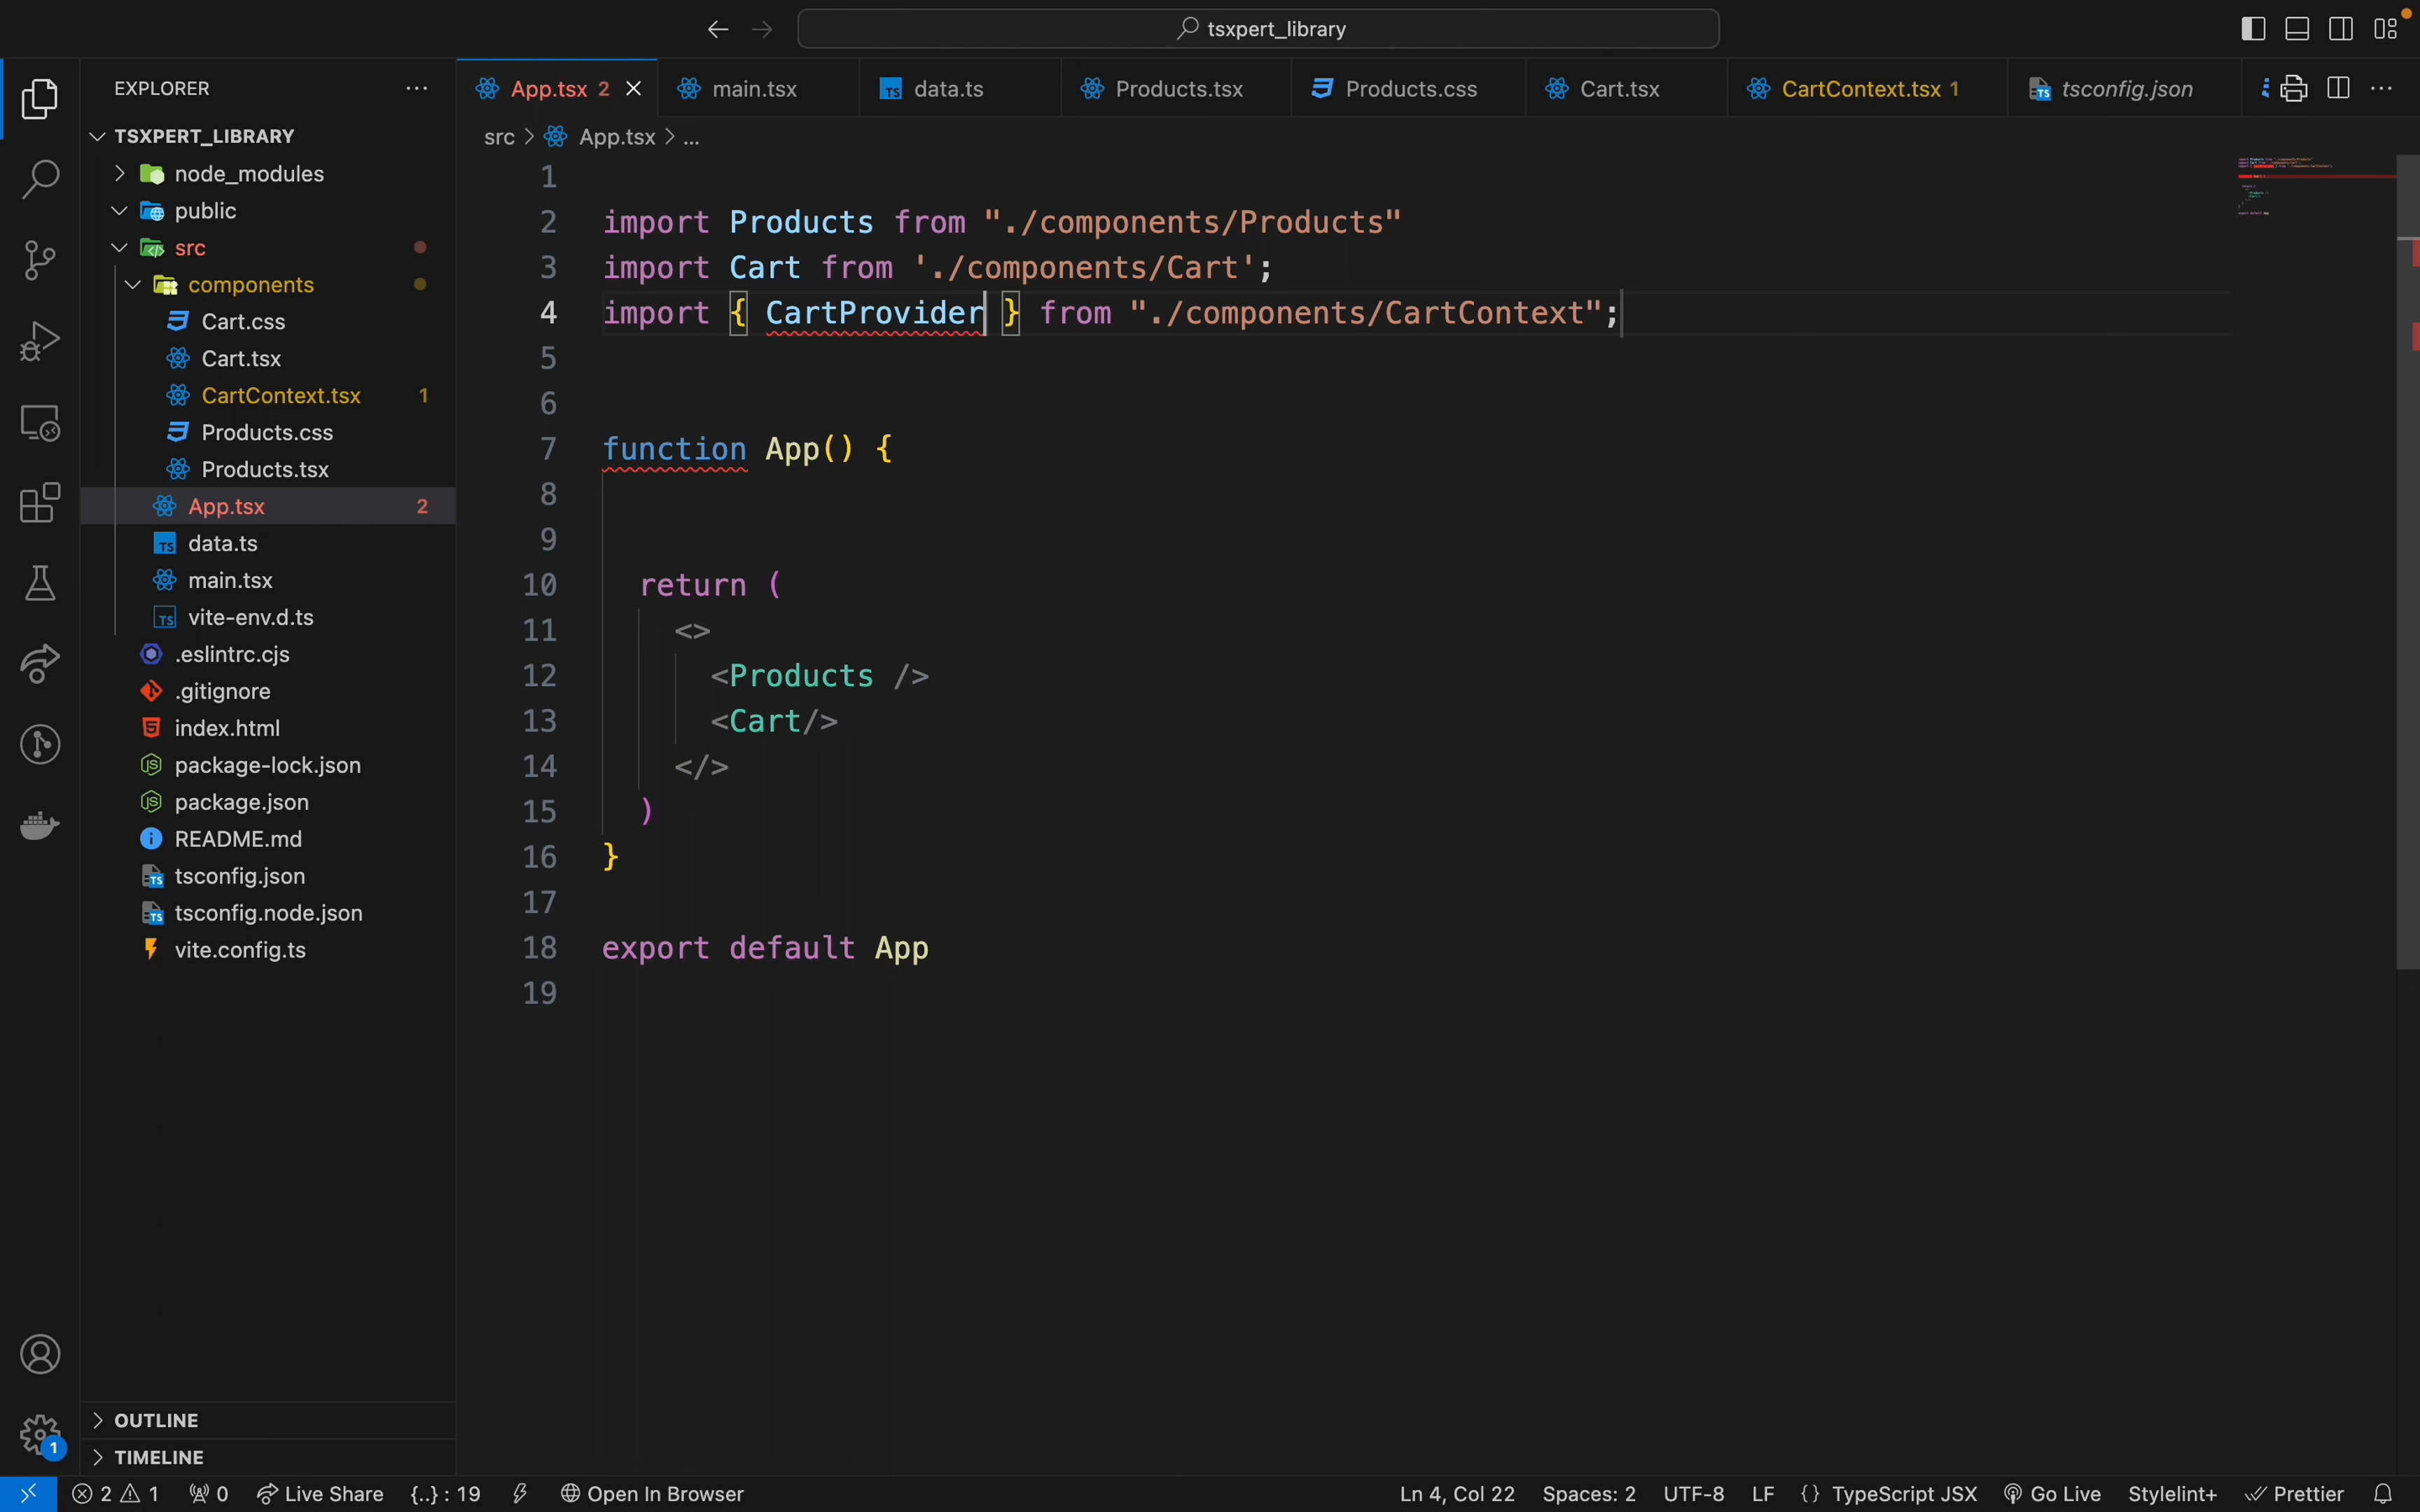 tsxpert_library
EXPLORER
App.tsx 2
main.tsx
data.ts
Products.tsx
Products.css
Cart.tsx
CartContext.tsx 1
tsconfig.json
src > App.tsx > ...
TSXPERT_LIBRARY
node_modules
public
src
components
Cart.css
Cart.tsx
CartContext.tsx 1
Products.css
Products.tsx
App.tsx 2
data.ts
main.tsx
vite-env.d.ts
.eslintrc.cjs
.gitignore
index.html
package-lock.json
package.json
README.md
tsconfig.json
tsconfig.node.json
vite.config.ts
OUTLINE
TIMELINE
1
1
2 import Products from "./components/Products"
3 import Cart from './components/Cart';
4 import { CartProvider } from "./components/CartContext";
5
6
7 function App() {
8
9
10 return (
11 <>
12 <Products />
13 <Cart/>
14 </>
15 )
16 }
17
18 export default App
19
2 1 0 Live Share {..} : 19 Open In Browser Ln 4, Col 22 Spaces: 2 UTF-8 LF {} TypeScript JSX Go Live Stylelint+ Prettier